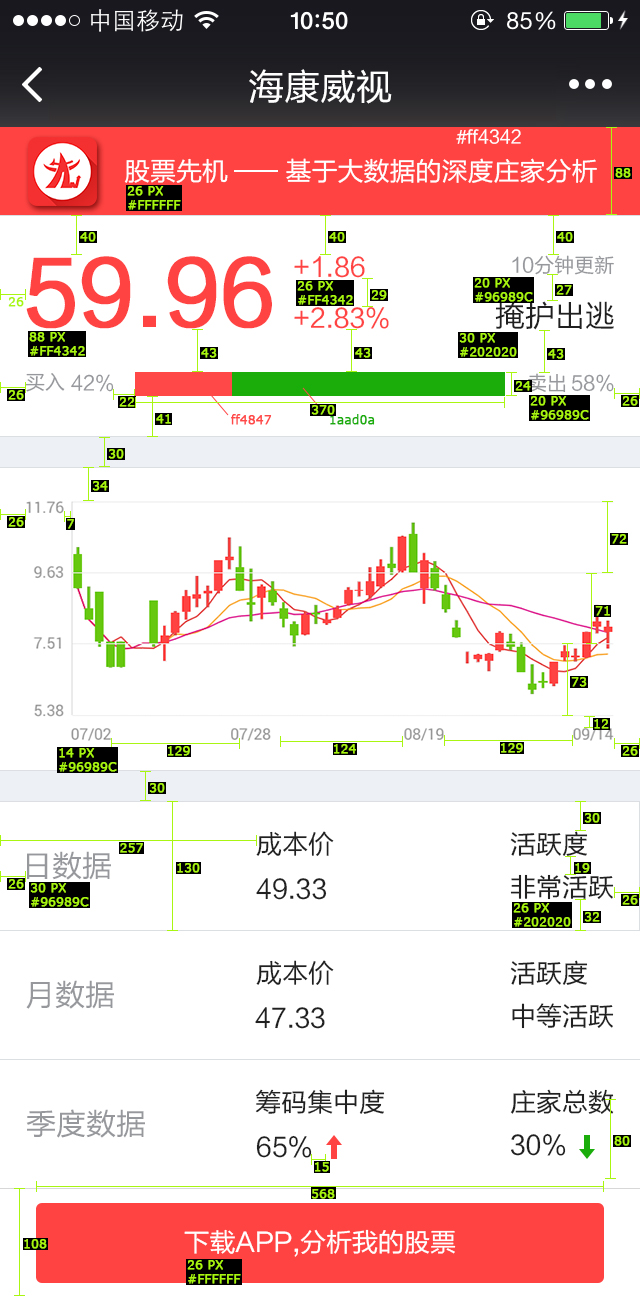 中国移动 10:50 85%
海康威视
#ff4342
股票先机 —— 基于大数据的深度庄家分析
88
26 PX
#FFFFFF
40 40 40
59.96
+1.86
10分钟更新
26
26 PX
#FF4342
29
20 PX
#96989C
27
+2.83%
掩护出逃
88 PX
#FF4342
43 43
30 PX
#202020
43
26
买入 42%
22
24
卖出 58%
26
370
20 PX
#96989C
41
ff4847
1aad0a
30
34
11.76
26
7
72
9.63
71
7.51
73
5.38
12
07/02 07/28 08/19 09/14
14 PX
#96989C
129 124 129 26
30
30
257
成本价 活跃度
130
日数据
19
26
30 PX
#96989C
49.33 非常活跃
26
26 PX
#202020
32
成本价 活跃度
月数据
47.33 中等活跃
筹码集中度 庄家总数
季度数据
65% 30%
80
15
568
108
下载APP,分析我的股票
26 PX
#FFFFFF